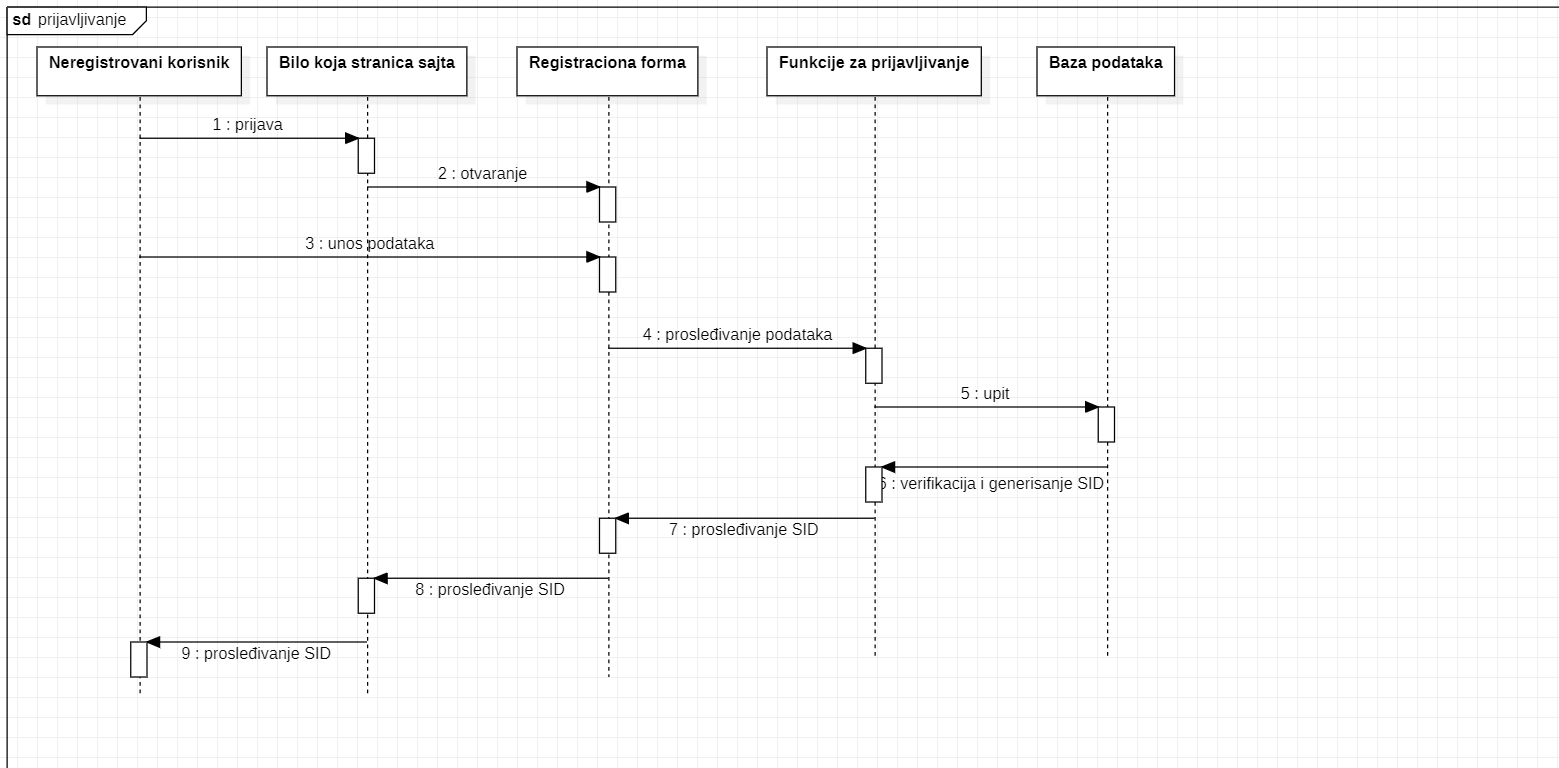 sd prijavljivanje
Neregistrovani korisnik
Bilo koja stranica sajta
Registraciona forma
Funkcije za prijavljivanje
Baza podataka
1 : prijava
2 : otvaranje
3 : unos podataka
4 : prosleđivanje podataka
5 : upit
6 : verifikacija i generisanje SID
7 : prosleđivanje SID
8 : prosleđivanje SID
9 : prosleđivanje SID